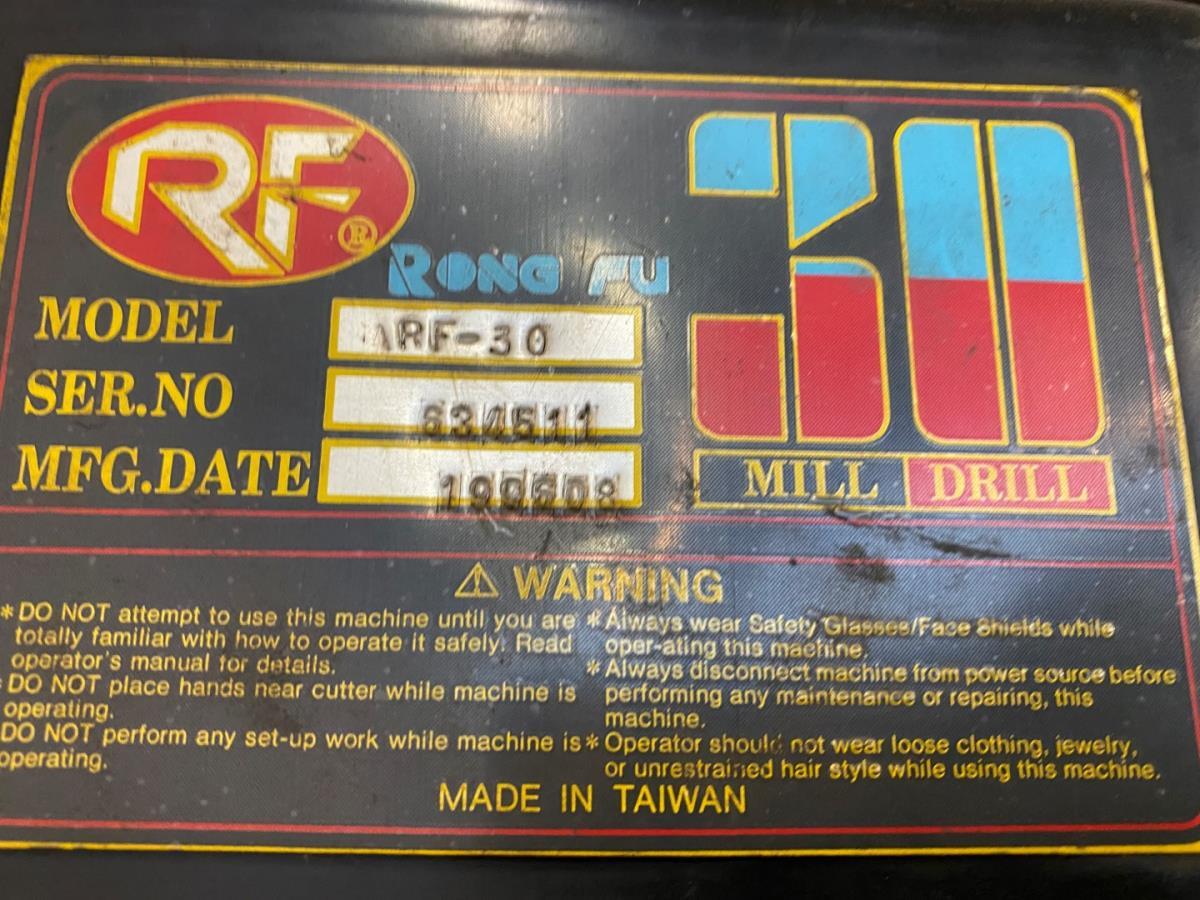 RF®
RONG FU
30
MODEL ARF-30
SER.NO 634511
MFG.DATE 199608
MILL DRILL
⚠ WARNING
* DO NOT attempt to use this machine until you are
totally familiar with how to operate it safely. Read
operator's manual for details.
* DO NOT place hands near cutter while machine is
operating.
DO NOT perform any set-up work while machine is
operating.
* Always wear Safety Glasses/Face Shields while
oper-ating this machine.
* Always disconnect machine from power source before
performing any maintenance or repairing, this
machine.
* Operator should not wear loose clothing, jewelry,
or unrestrained hair style while using this machine.
MADE IN TAIWAN